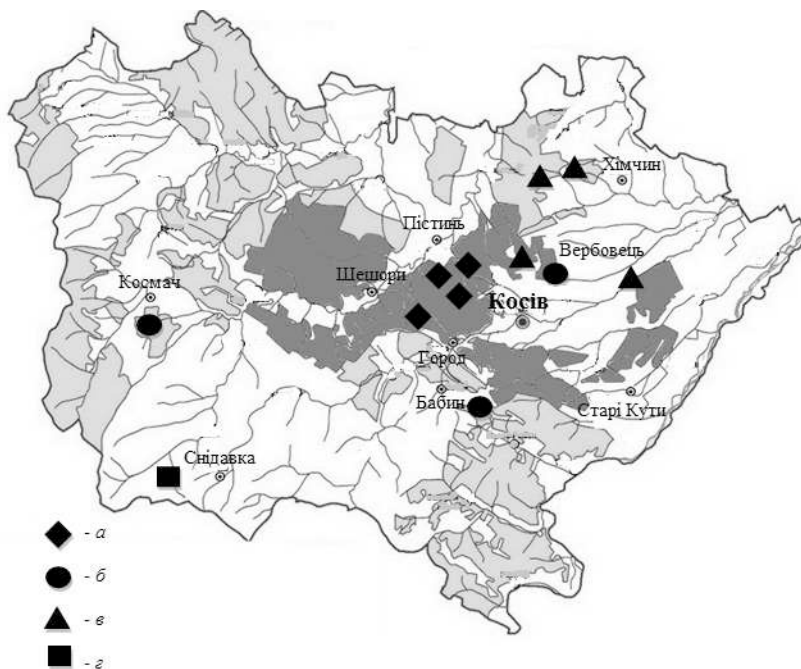 Хімчин
Пістинь
Вербовець
Шешори
Космач
Косів
Город
Бабин
Старі Кути
Снідавка
- а
- б
- в
- г